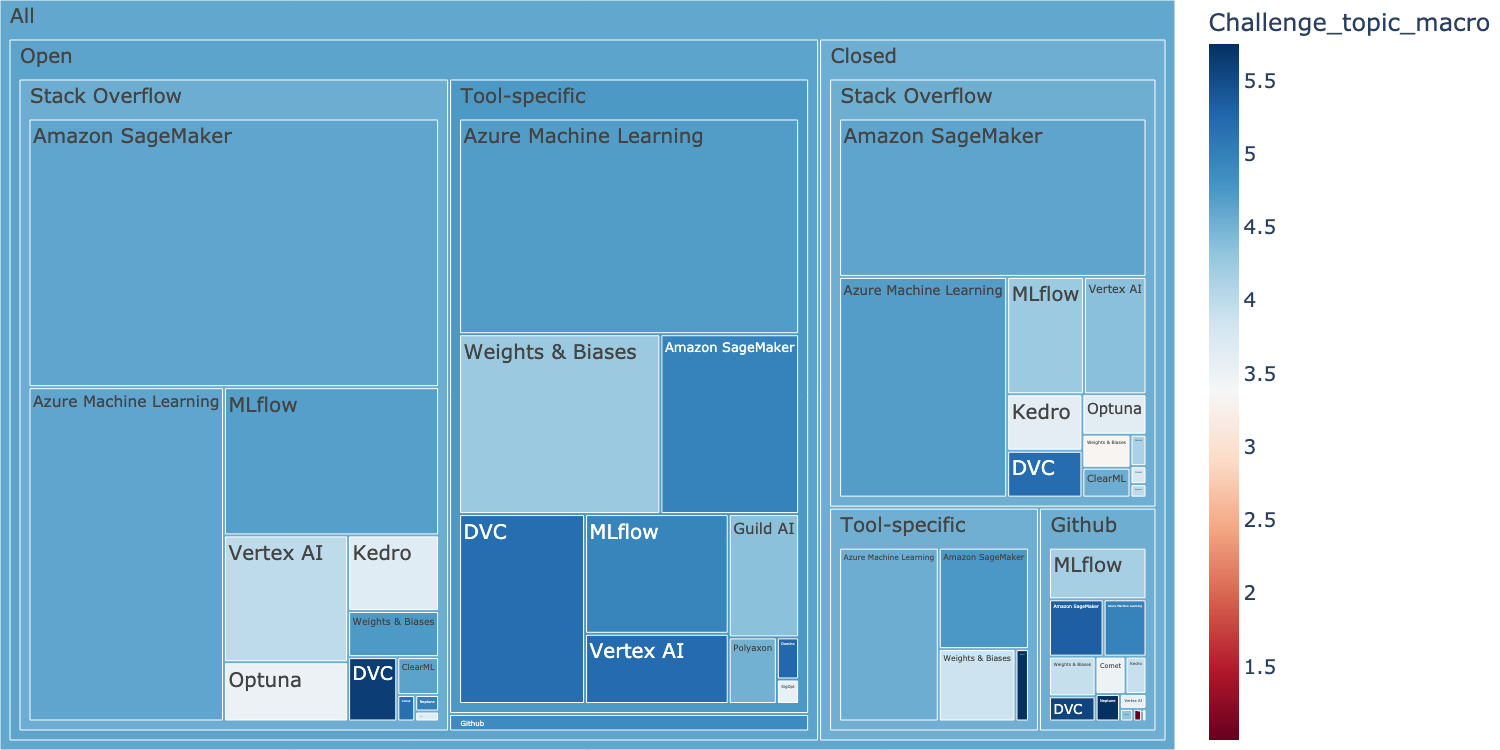 All
Open
Stack Overflow
Amazon SageMaker
Azure Machine Learning
MLflow
Vertex AI
Kedro
Weights & Biases
Optuna
DVC
ClearML
Neptune
Tool-specific
Azure Machine Learning
Weights & Biases
Amazon SageMaker
DVC
MLflow
Guild AI
Vertex AI
Polyaxon
SigOpt
Github
Closed
Stack Overflow
Amazon SageMaker
Azure Machine Learning
MLflow
Vertex AI
Kedro
Optuna
Weights & Biases
DVC
ClearML
Tool-specific
Azure Machine Learning
Amazon SageMaker
Weights & Biases
Github
MLflow
Amazon SageMaker
Azure Machine Learning
Weights & Biases
Comet
Kedro
DVC
Neptune
Vertex AI
Challenge_topic_macro
5.5
5
4.5
4
3.5
3
2.5
2
1.5